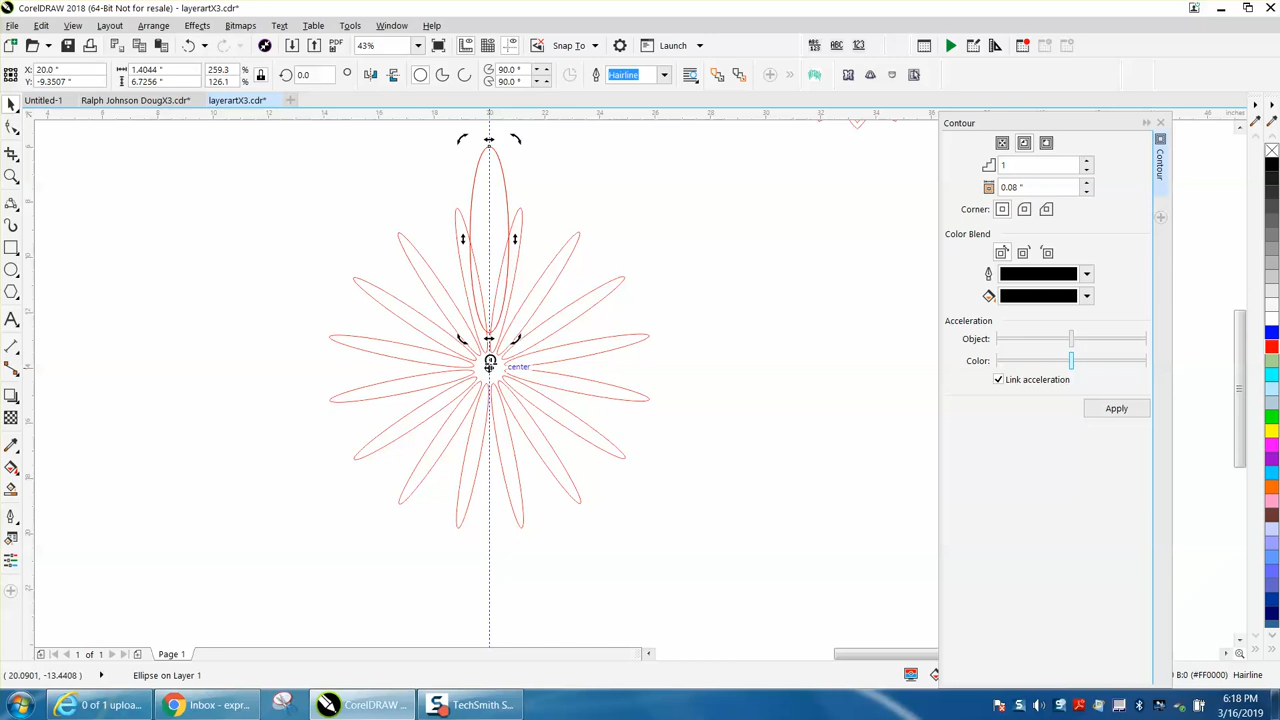 CorelDRAW 2018 (64-Bit Not for resale) - layerartX3.cdr*
File Edit View Layout Arrange Effects Bitmaps Text Table Tools Window Help
43% Snap To Launch
X: 20.0 " 1.4044 " 259.3 % 0.0 90.0 ° Hairline
Y: -9.3507 " 6.7256 " 126.1 % 90.0 °
Untitled-1 Ralph Johnson DougX3.cdr* layerartX3.cdr*
inches
Contour
Contour
1
0.08 "
Corner:
Color Blend
Acceleration
Object:
Color:
Link acceleration
Apply
center
1 of 1 Page 1
( 20.0901, -13.4408 ) Ellipse on Layer 1 B:0 (#FF0000) Hairline
0 of 1 uploa... Inbox - expr... CorelDRAW ... TechSmith S...
6:18 PM
3/16/2019